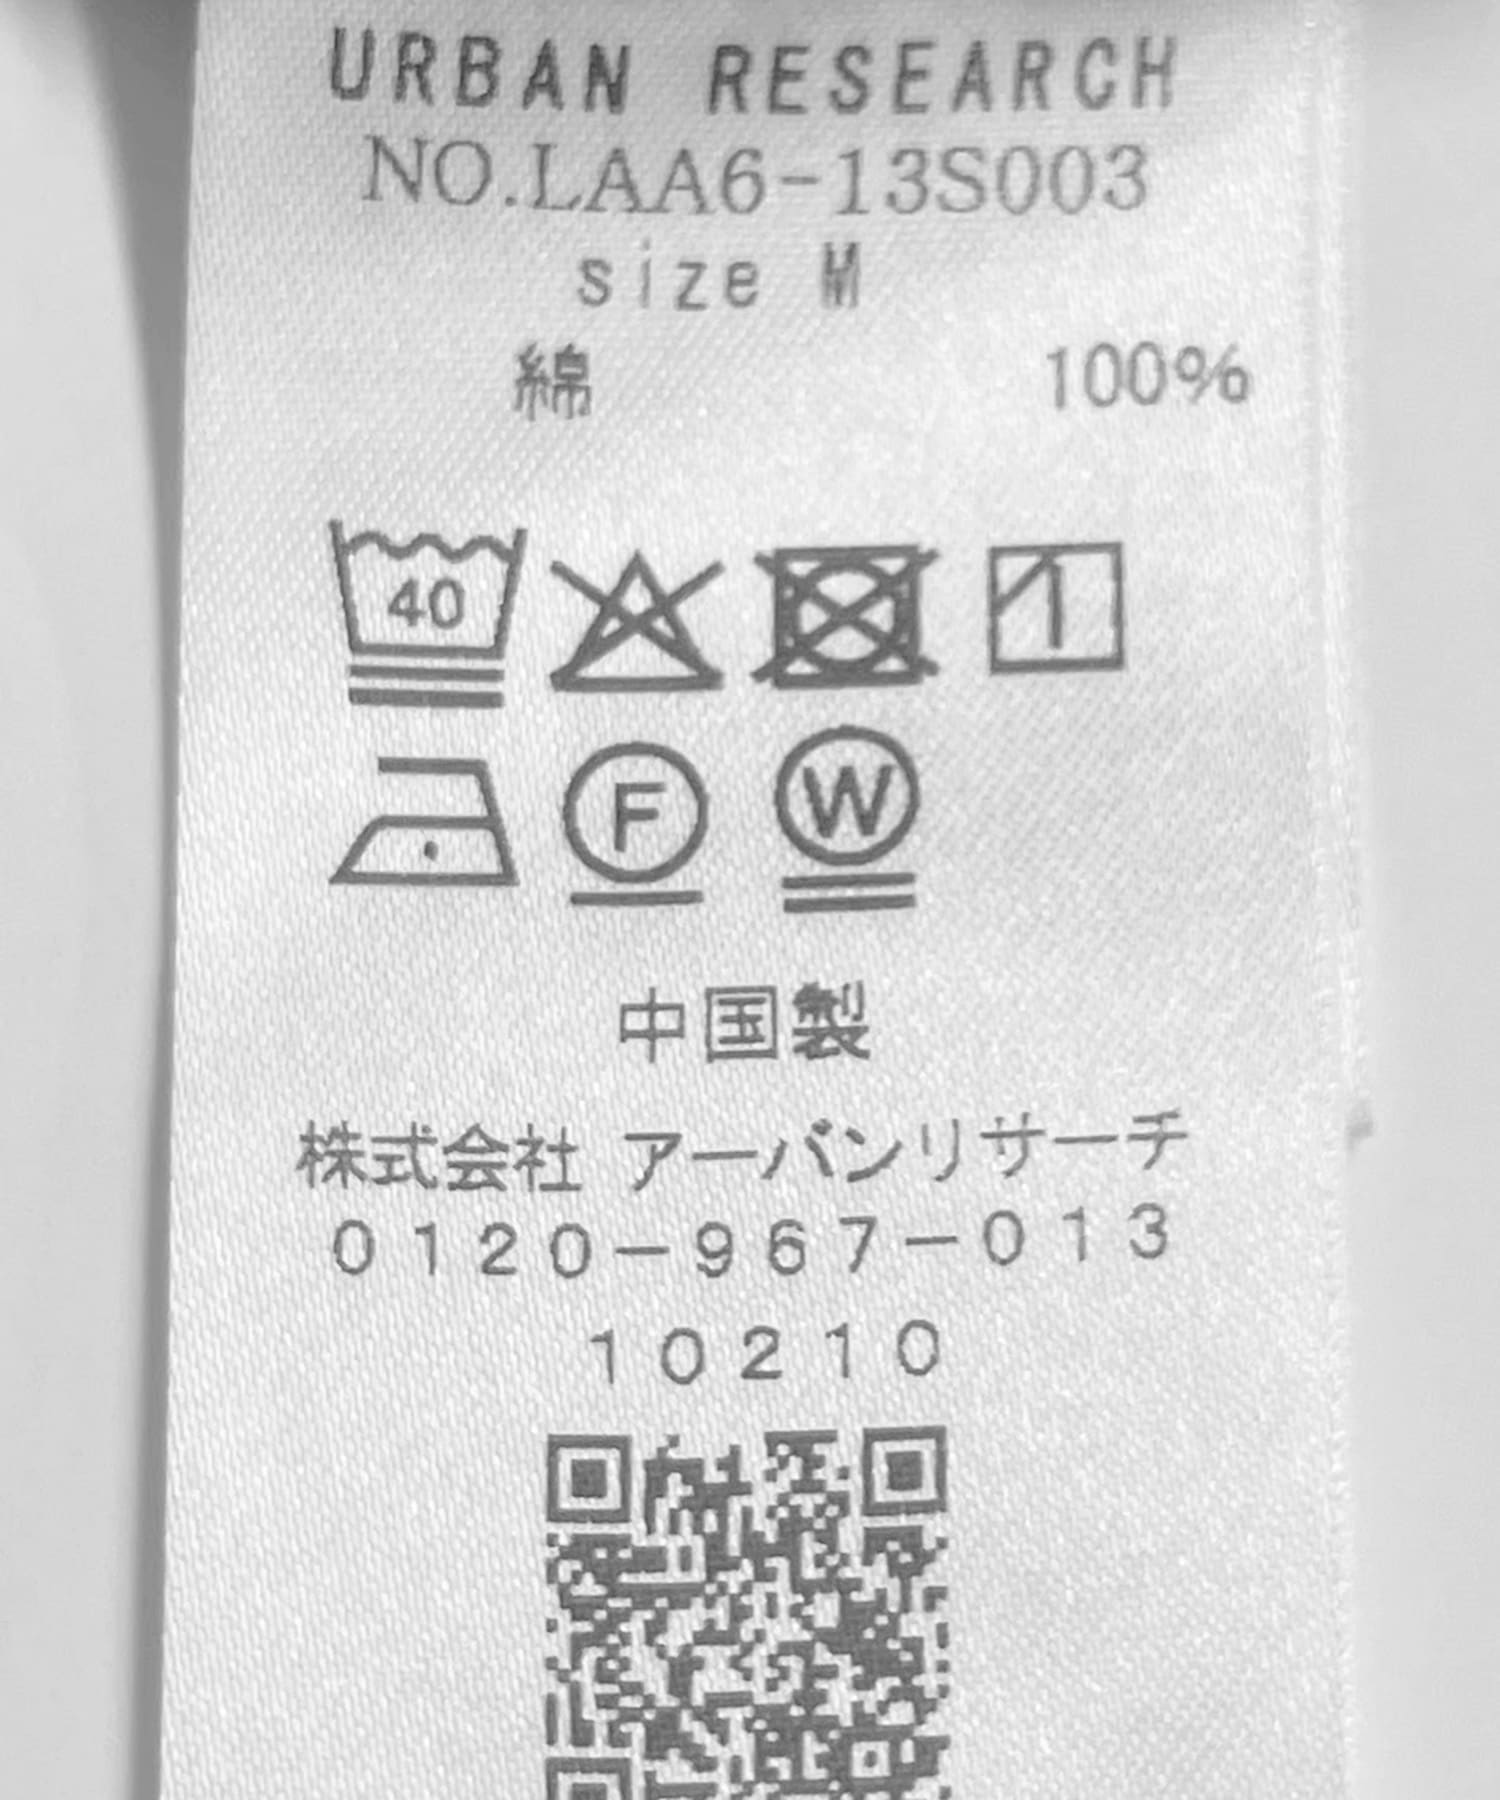 URBAN RESEARCH
NO.LAA6-13S003
size M
綿 100%
40
F W
中国製
株式会社 アーバンリサーチ
0120-967-013
10210